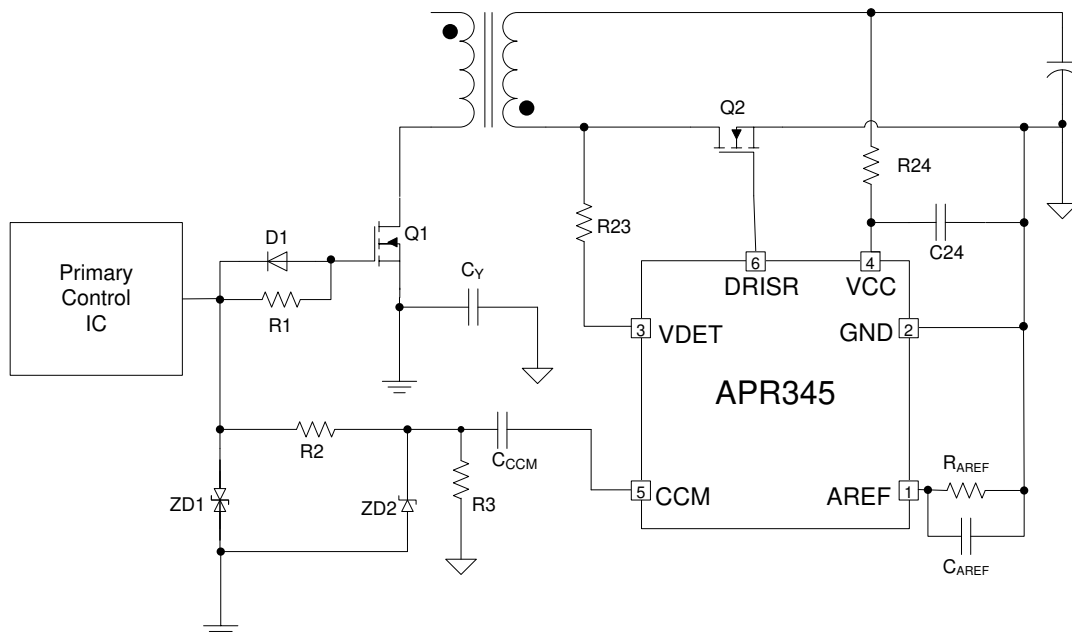 Q2
R24
R23
D1
Q1
C24
Primary
Control
IC
CY
6
4
DRISR
VCC
R1
3
VDET
GND
2
APR345
R2
CCCM
RAREF
ZD1
ZD2
R3
5
CCM
AREF
1
CAREF